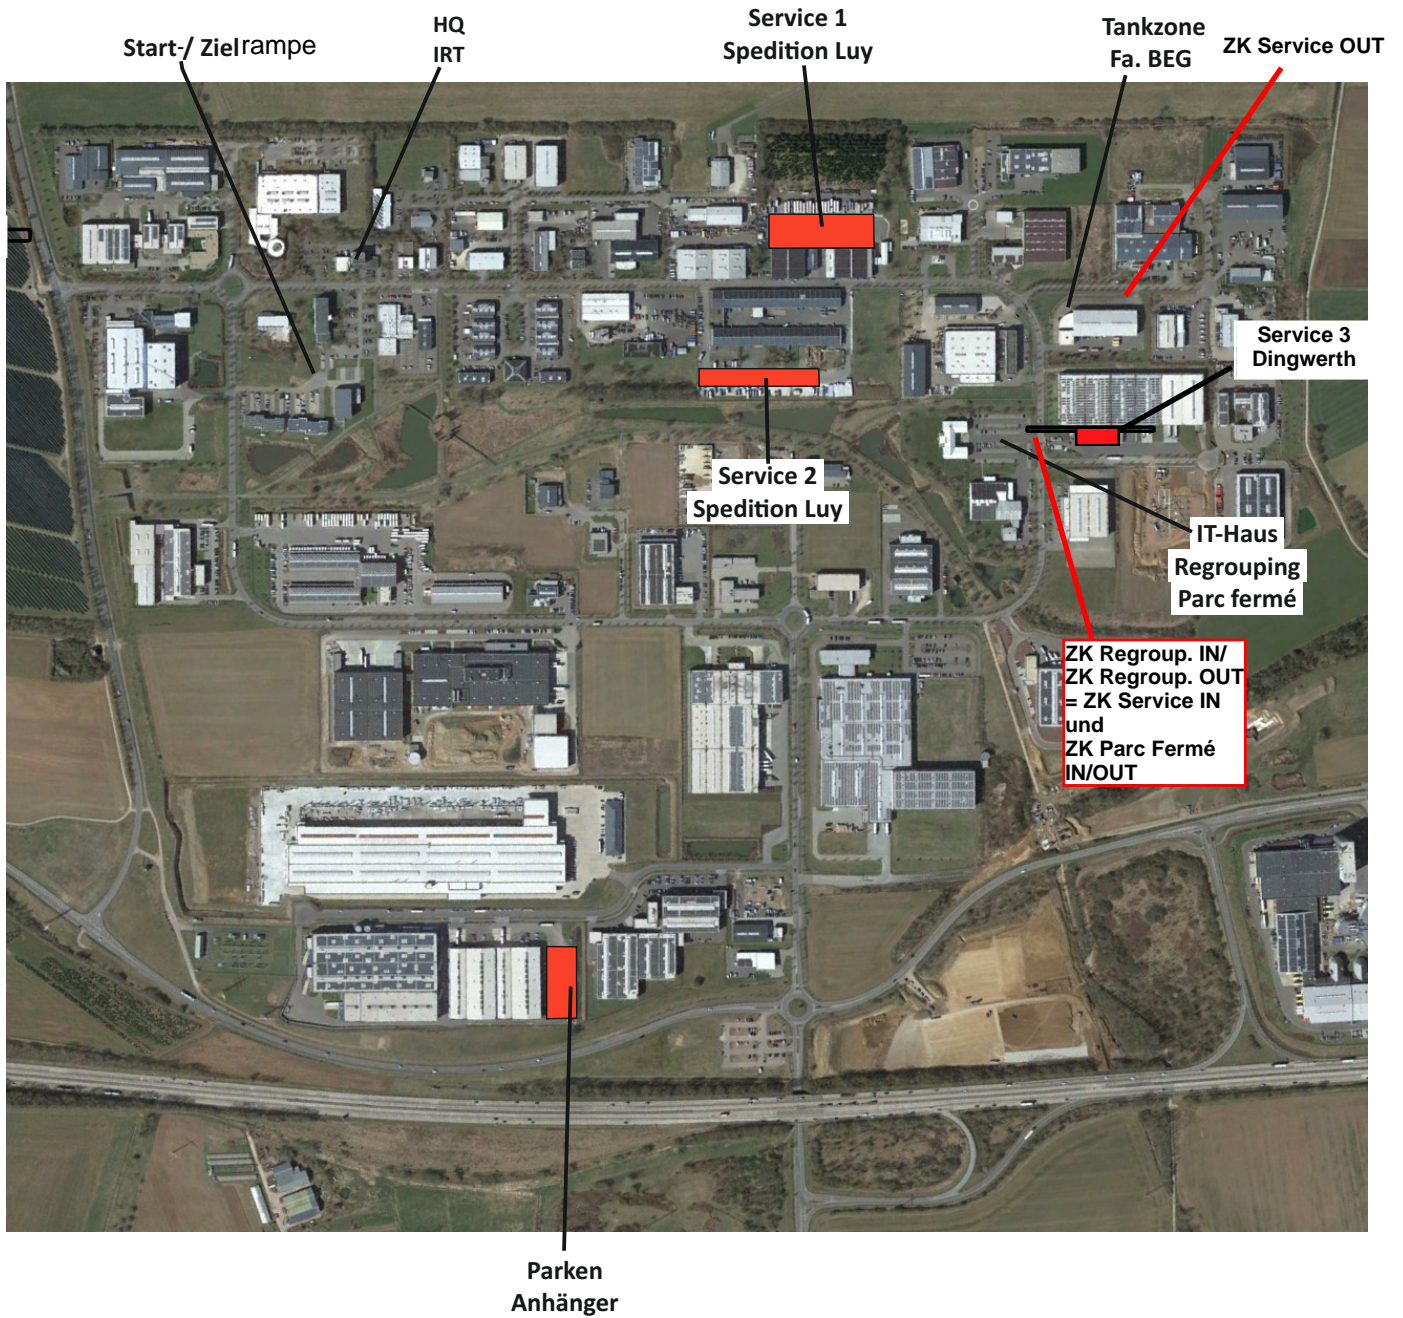 Start-/ Zielrampe
HQ
IRT
Service 1
Spedition Luy
Tankzone
Fa. BEG
ZK Service OUT
Service 3
Dingwerth
Service 2
Spedition Luy
IT-Haus
Regrouping
Parc fermé
ZK Regroup. IN/
ZK Regroup. OUT
= ZK Service IN
und
ZK Parc Fermé
IN/OUT
Parken
Anhänger